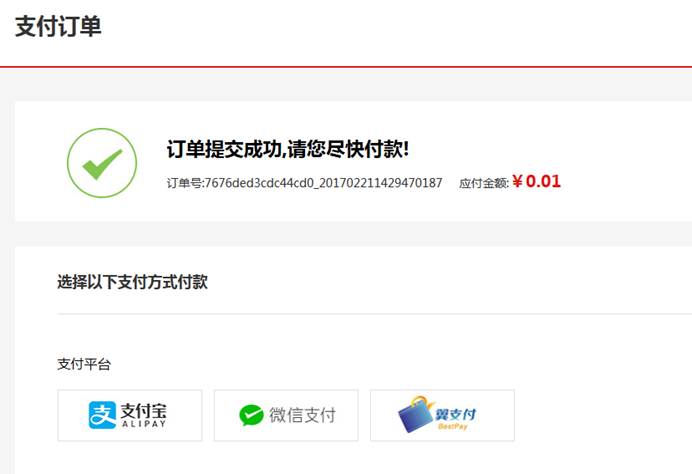 支付订单
订单提交成功,请您尽快付款!
订单号:7676ded3cdc44cd0_201702211429470187 应付金额:￥0.01
选择以下支付方式付款
支付平台
支付宝 微信支付 翼支付
ALIPAY BestPay